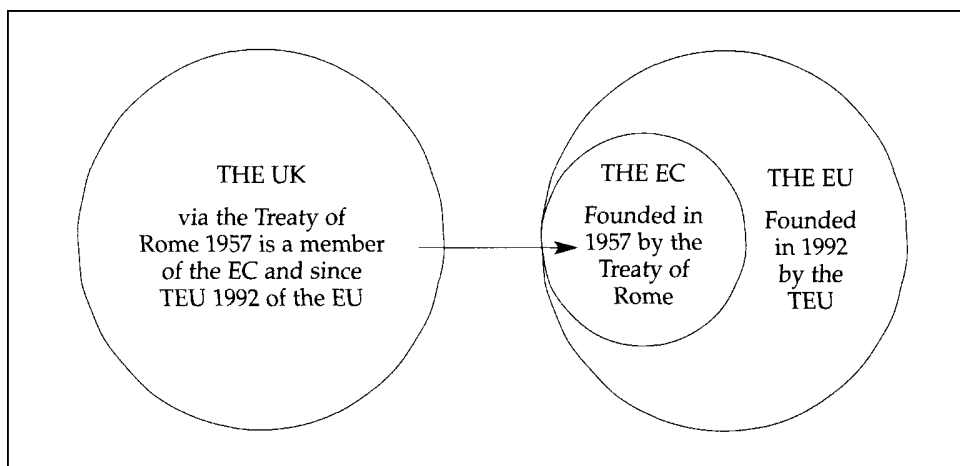 THE UK
via the Treaty of
Rome 1957 is a member
of the EC and since
TEU 1992 of the EU
THE EC
Founded in
1957 by the
Treaty of
Rome
THE EU
Founded
in 1992
by the
TEU